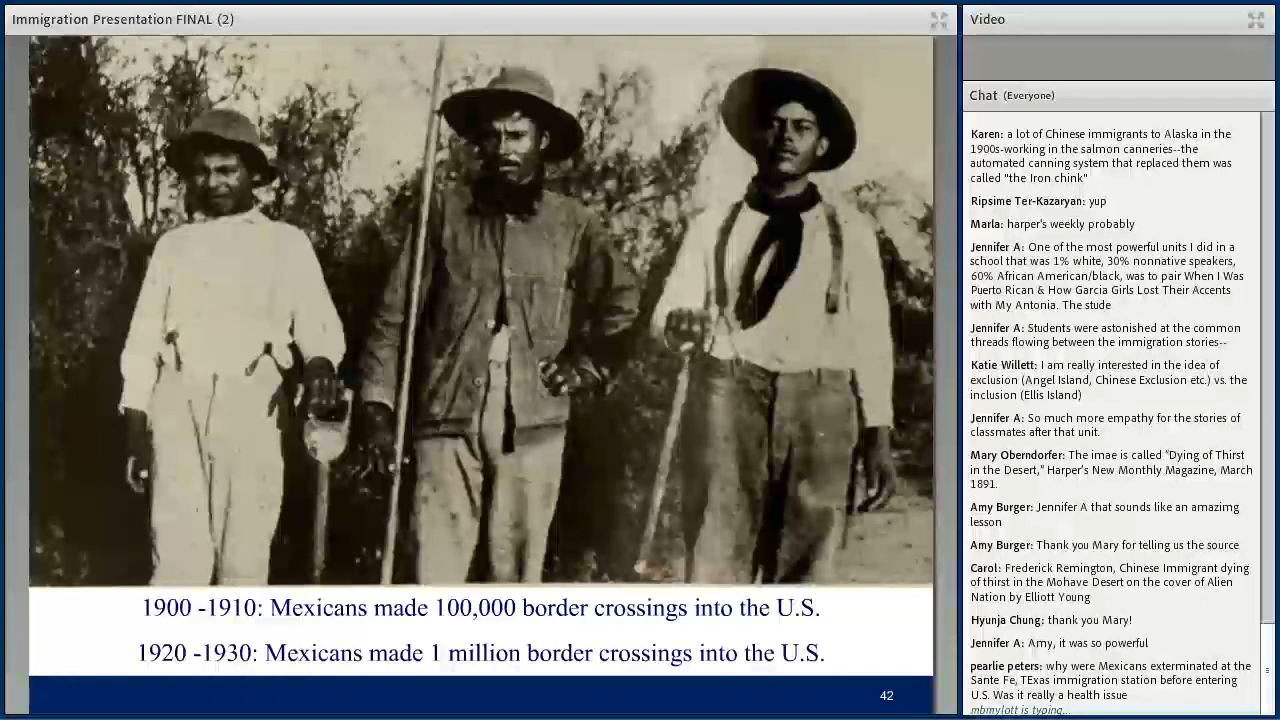 Immigration Presentation FINAL (2)
1900 -1910: Mexicans made 100,000 border crossings into the U.S.
1920 -1930: Mexicans made 1 million border crossings into the U.S.
42
Video
Chat (Everyone)
Karen: a lot of Chinese immigrants to Alaska in the
1900s-working in the salmon canneries--the
automated canning system that replaced them was
called "the Iron chink"
Ripsime Ter-Kazaryan: yup
Marla: harper's weekly probably
Jennifer A: One of the most powerful units I did in a
school that was 1% white, 30% nonnative speakers,
60% African American/black, was to pair When I Was
Puerto Rican & How Garcia Girls Lost Their Accents
with My Antonia. The stude
Jennifer A: Students were astonished at the common
threads flowing between the immigration stories--
Katie Willett: I am really interested in the idea of
exclusion (Angel Island, Chinese Exclusion etc.) vs. the
inclusion (Ellis Island)
Jennifer A: So much more empathy for the stories of
classmates after that unit.
Mary Oberndorfer: The imae is called "Dying of Thirst
in the Desert," Harper's New Monthly Magazine, March
1891.
Amy Burger: Jennifer A that sounds like an amazimg
lesson
Amy Burger: Thank you Mary for telling us the source
Carol: Frederick Remington, Chinese Immigrant dying
of thirst in the Mohave Desert on the cover of Alien
Nation by Elliott Young
Hyunja Chung: thank you Mary!
Jennifer A: Amy, it was so powerful
pearlie peters: why were Mexicans exterminated at the
Sante Fe, TExas immigration station before entering
U.S. Was it really a health issue
mbmylott is typing...